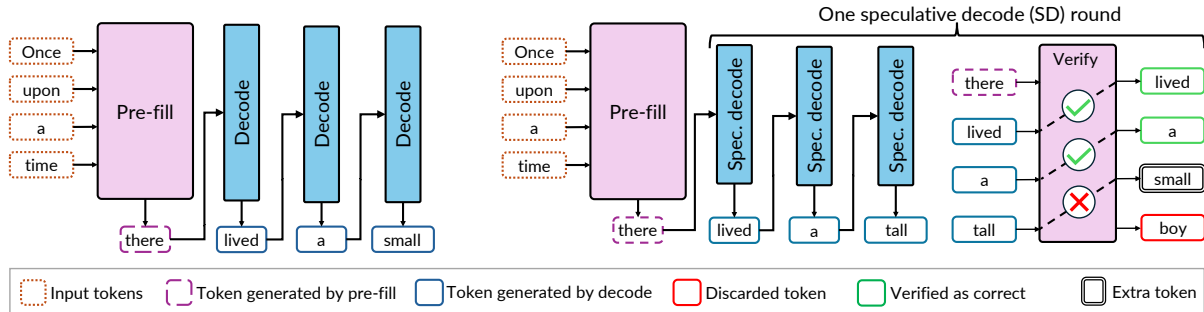 One speculative decode (SD) round
Once
upon
a
time
Pre-fill
Decode
Decode
Decode
there
lived
a
small
Once
upon
a
time
Pre-fill
Spec. decode
Spec. decode
Spec. decode
there
lived
a
tall
Verify
there
lived
a
tall
lived
a
small
boy
Input tokens
Token generated by pre-fill
Token generated by decode
Discarded token
Verified as correct
Extra token